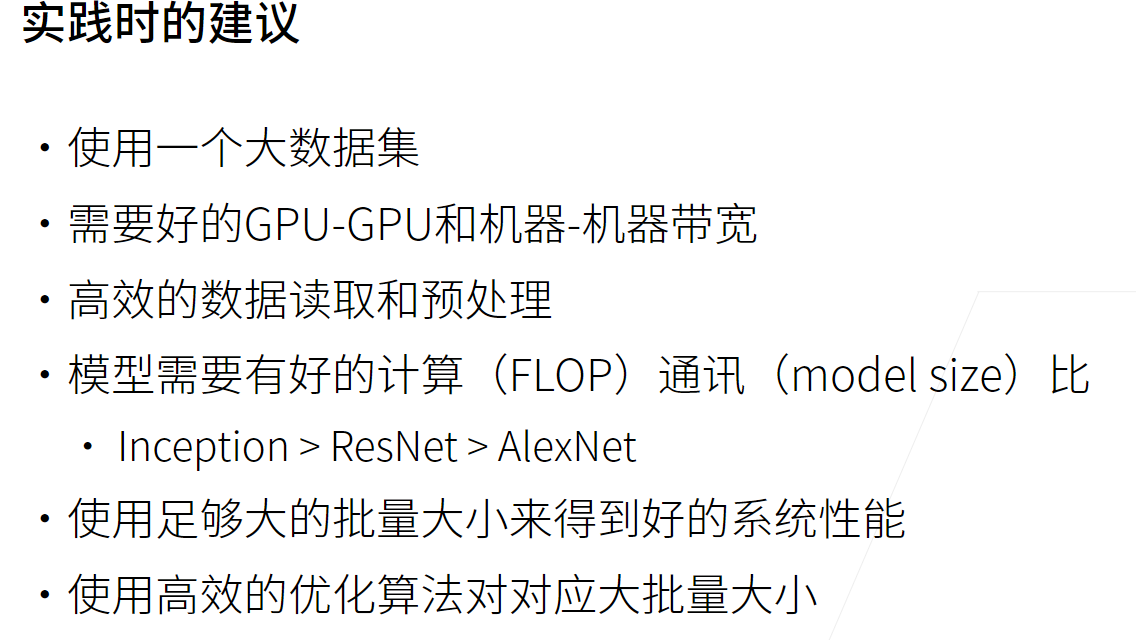 实践时的建议
• 使用一个大数据集
• 需要好的GPU-GPU和机器-机器带宽
• 高效的数据读取和预处理
• 模型需要有好的计算（FLOP）通讯（model size）比
• Inception > ResNet > AlexNet
• 使用足够大的批量大小来得到好的系统性能
• 使用高效的优化算法对对应大批量大小